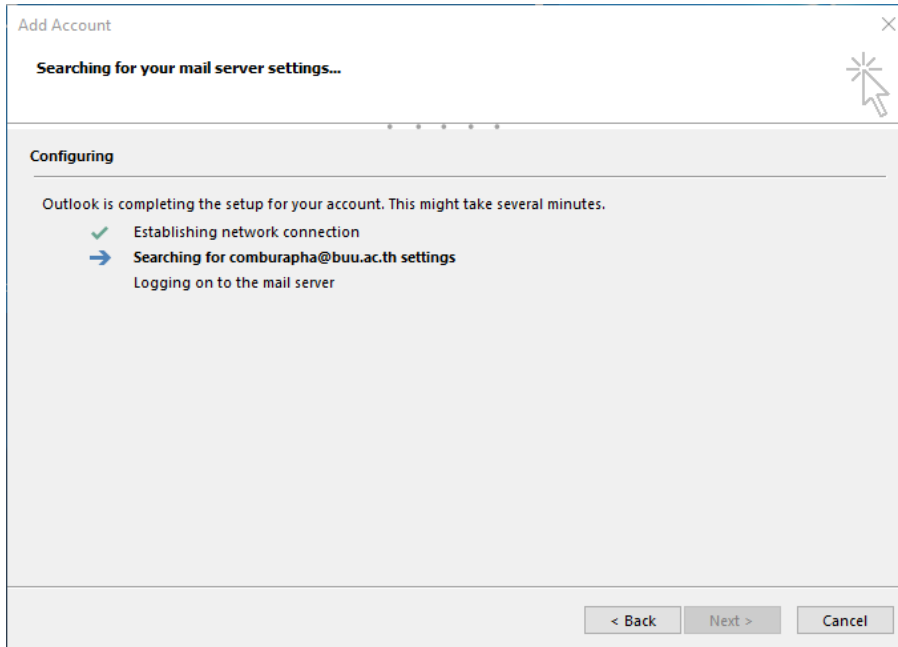 Add Account
Searching for your mail server settings...
Configuring
Outlook is completing the setup for your account. This might take several minutes.
Establishing network connection
Searching for comburapha@buu.ac.th settings
Logging on to the mail server
< Back
Next >
Cancel